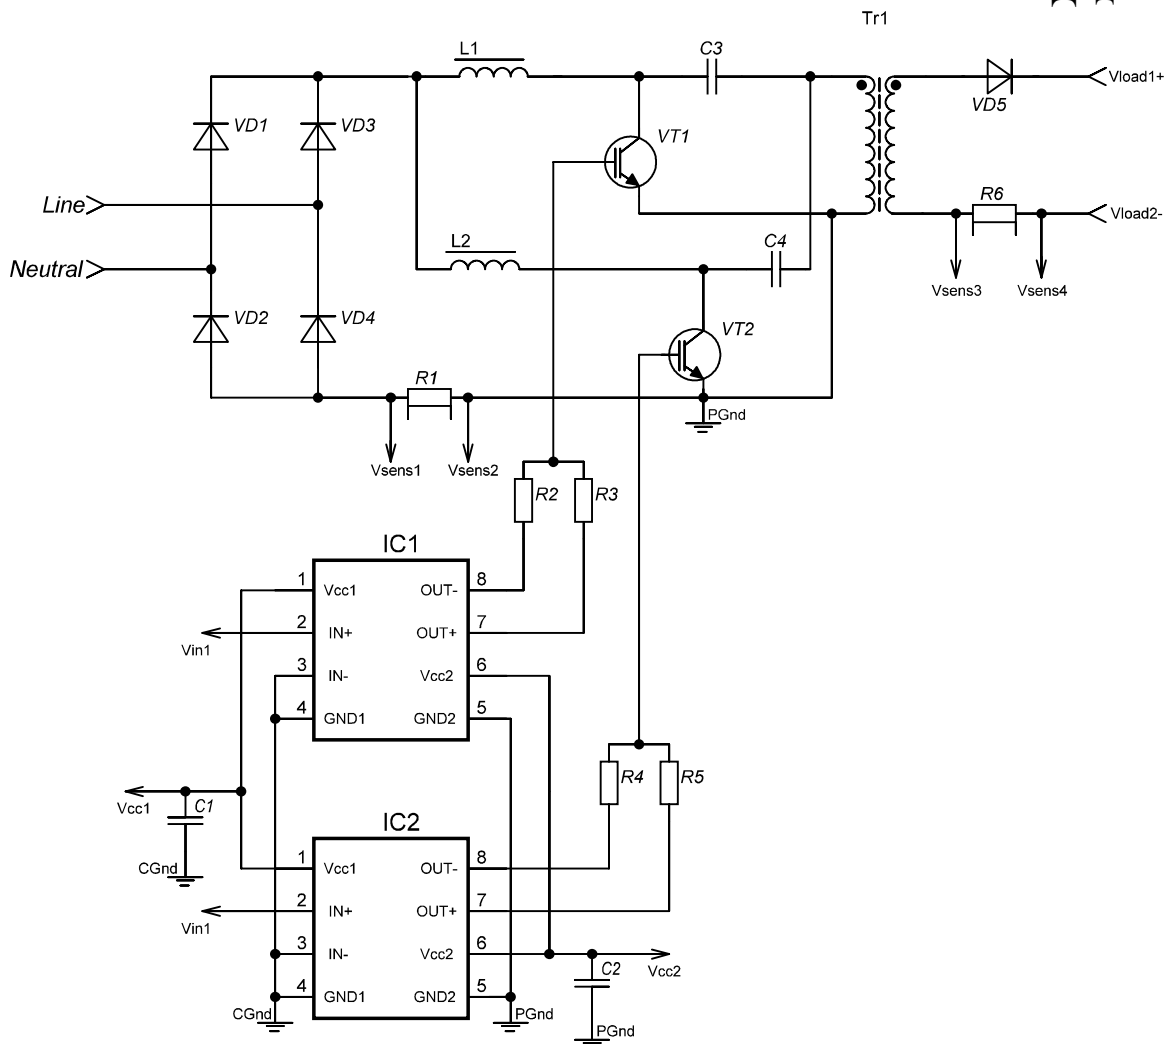 Tr1
L1
C3
Vload1+
VD5
VD1
VD3
VT1
Line
R6
Vload2-
L2
C4
Neutral
Vsens3
Vsens4
VD2
VD4
VT2
R1
PGnd
Vsens1
Vsens2
R2
R3
IC1
1
Vcc1
OUT-
8
2
IN+
OUT+
7
Vin1
3
IN-
Vcc2
6
4
GND1
GND2
5
R4
R5
Vcc1
C1
IC2
CGnd
1
Vcc1
OUT-
8
2
IN+
OUT+
7
Vin1
3
IN-
Vcc2
6
C2
Vcc2
4
GND1
GND2
5
CGnd
PGnd
PGnd